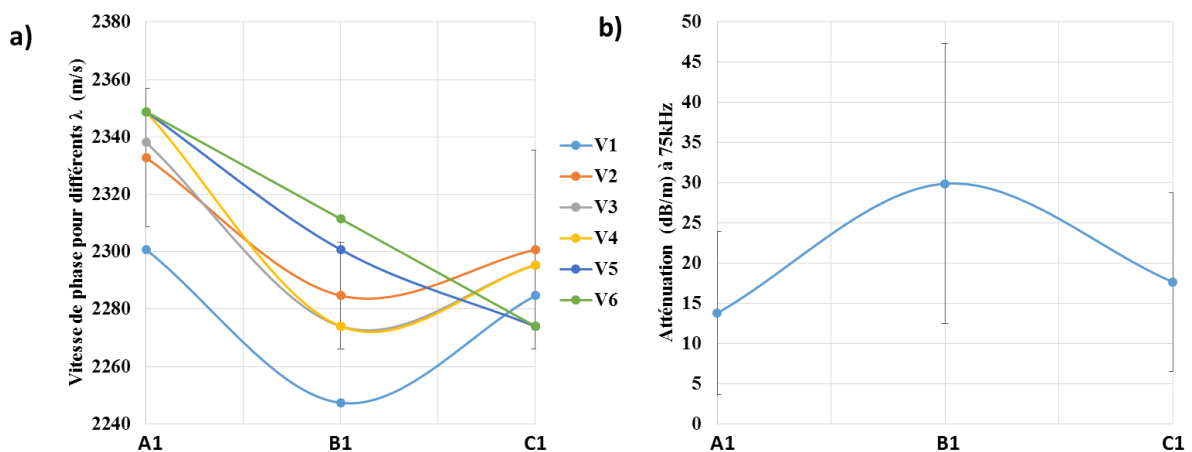 a)
Vitesse de phase pour différents λ (m/s)
2380
2360
2340
2320
2300
2280
2260
2240
A1
B1
C1
V1
V2
V3
V4
V5
V6
b)
Atténuation (dB/m) à 75kHz
50
45
40
35
30
25
20
15
10
5
0
A1
B1
C1